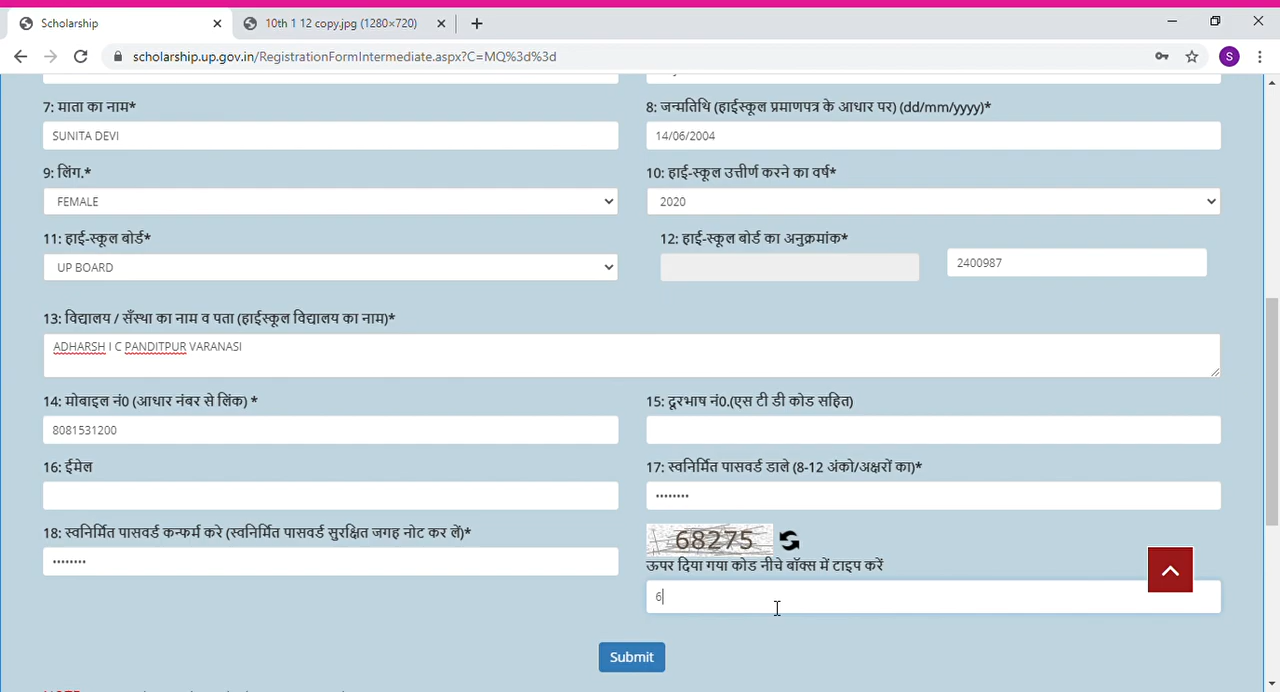 Scholarship
10th 1 12 copy.jpg (1280×720)
scholarship.up.gov.in/RegistrationFormIntermediate.aspx?C=MQ%3d%3d
S
7: माता का नाम*
8: जन्मतिथि (हाईस्कूल प्रमाणपत्र के आधार पर) (dd/mm/yyyy)*
SUNITA DEVI
14/06/2004
9: लिंग.*
10: हाई-स्कूल उत्तीर्ण करने का वर्ष*
FEMALE
2020
11: हाई-स्कूल बोर्ड*
12: हाई-स्कूल बोर्ड का अनुक्रमांक*
UP BOARD
2400987
13: विद्यालय / सँस्था का नाम व पता (हाईस्कूल विद्यालय का नाम)*
ADHARSH I C PANDITPUR VARANASI
14: मोबाइल नं0 (आधार नंबर से लिंक) *
15: दूरभाष नं0.(एस टी डी कोड सहित)
8081531200
16: ईमेल
17: स्वनिर्मित पासवर्ड डाले (8-12 अंको/अक्षरों का)*
••••••••
18: स्वनिर्मित पासवर्ड कन्फर्म करे (स्वनिर्मित पासवर्ड सुरक्षित जगह नोट कर लें)*
68275
••••••••
ऊपर दिया गया कोड नीचे बॉक्स में टाइप करें
6
Submit